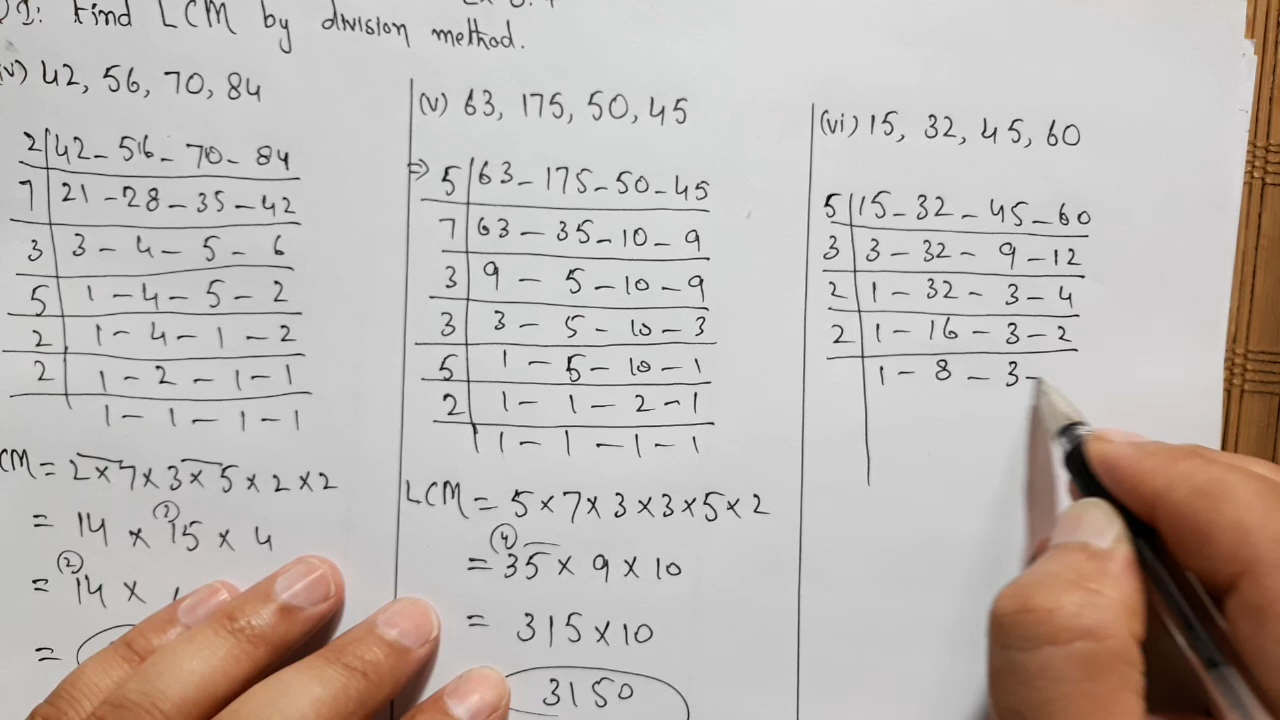 Q1: Find LCM by division method.
iv) 42, 56, 70, 84
2 42 - 56 - 70 - 84
7 21 - 28 - 35 - 42
3 3 - 4 - 5 - 6
5 1 - 4 - 5 - 2
2 1 - 4 - 1 - 2
2 1 - 2 - 1 - 1
1 - 1 - 1 - 1
CM = 2 × 7 × 3 × 5 × 2 × 2
= 14 × 15 × 4
= 14 ×
=
(v) 63, 175, 50, 45
⇒ 5 63 - 175 - 50 - 45
7 63 - 35 - 10 - 9
3 9 - 5 - 10 - 9
3 3 - 5 - 10 - 3
5 1 - 5 - 10 - 1
2 1 - 1 - 2 - 1
1 - 1 - 1 - 1
LCM = 5 × 7 × 3 × 3 × 5 × 2
= 35 × 9 × 10
= 315 × 10
3150
(vi) 15, 32, 45, 60
5 15 - 32 - 45 - 60
3 3 - 32 - 9 - 12
2 1 - 32 - 3 - 4
2 1 - 16 - 3 - 2
1 - 8 - 3 -